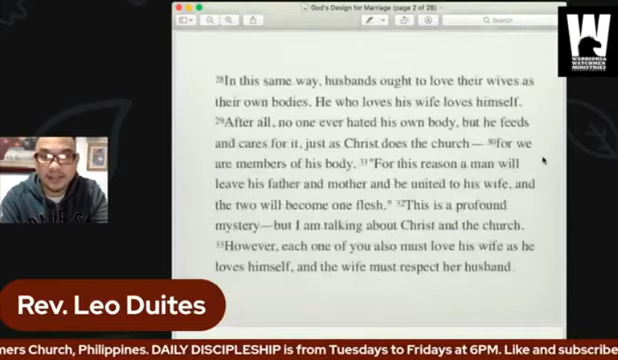 God's Design for Marriage (page 2 of 28)
Search
W
WARRIORS &
WATCHMEN
MINISTRIES
28In this same way, husbands ought to love their wives as
their own bodies. He who loves his wife loves himself.
29After all, no one ever hated his own body, but he feeds
and cares for it, just as Christ does the church— 30for we
are members of his body. 31"For this reason a man will
leave his father and mother and be united to his wife, and
the two will become one flesh." 32This is a profound
mystery—but I am talking about Christ and the church.
33However, each one of you also must love his wife as he
loves himself, and the wife must respect her husband.
Rev. Leo Duites
mers Church, Philippines. DAILY DISCIPLESHIP is from Tuesdays to Fridays at 6PM. Like and subscribe